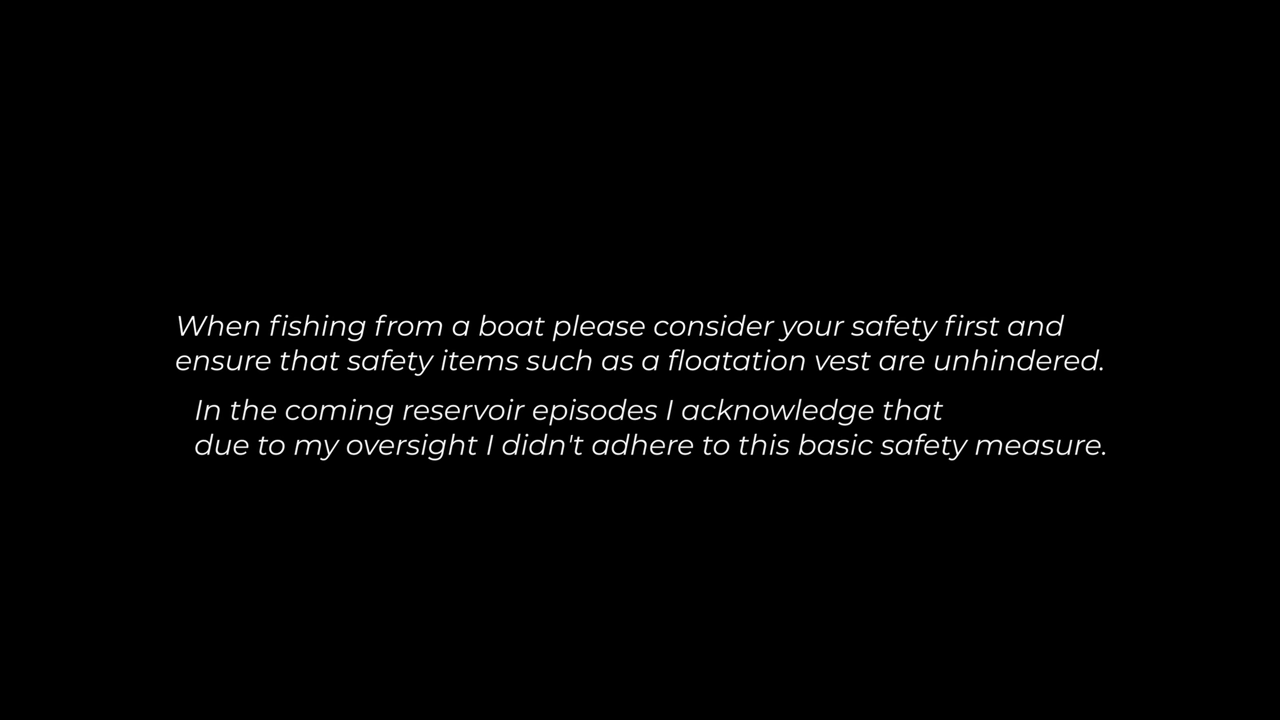 When fishing from a boat please consider your safety first and
ensure that safety items such as a floatation vest are unhindered.
In the coming reservoir episodes I acknowledge that
due to my oversight I didn't adhere to this basic safety measure.